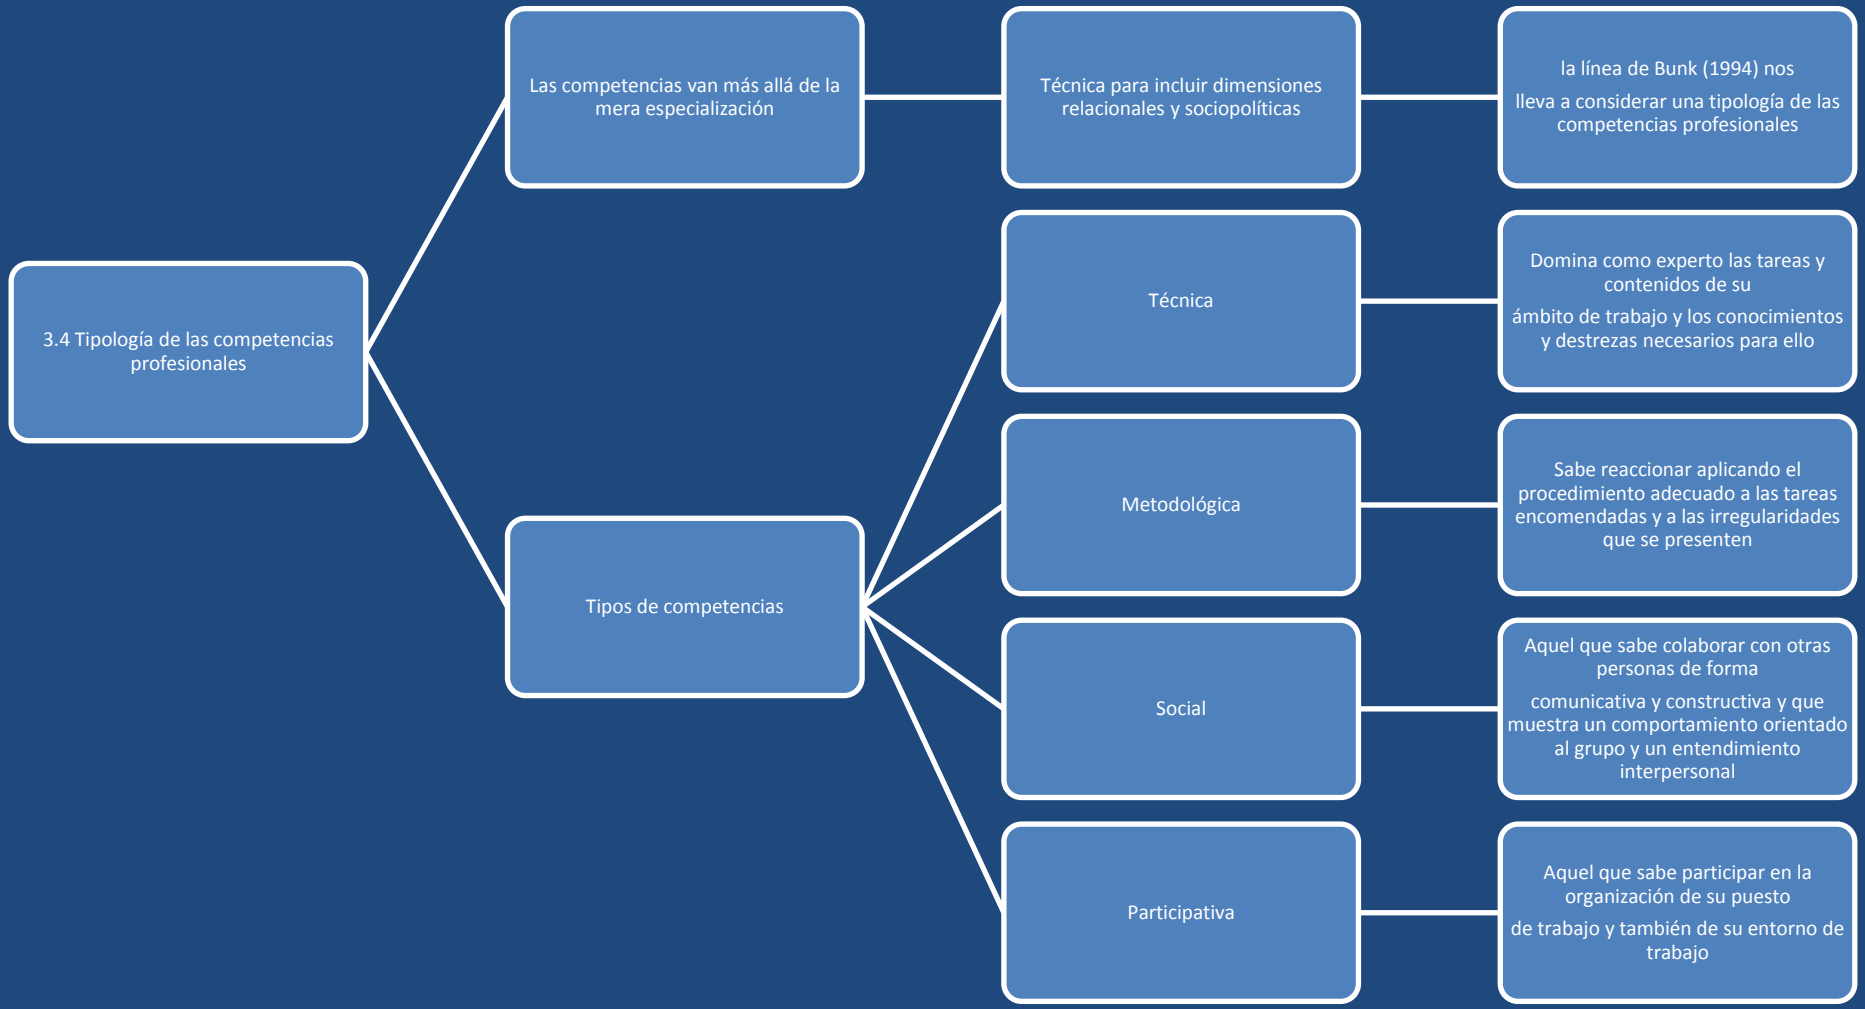 3.4 Tipología de las competencias
profesionales
Las competencias van más allá de la
mera especialización
Técnica para incluir dimensiones
relacionales y sociopolíticas
la línea de Bunk (1994) nos
lleva a considerar una tipología de las
competencias profesionales
Tipos de competencias
Técnica
Domina como experto las tareas y
contenidos de su
ámbito de trabajo y los conocimientos
y destrezas necesarios para ello
Metodológica
Sabe reaccionar aplicando el
procedimiento adecuado a las tareas
encomendadas y a las irregularidades
que se presenten
Social
Aquel que sabe colaborar con otras
personas de forma
comunicativa y constructiva y que
muestra un comportamiento orientado
al grupo y un entendimiento
interpersonal
Participativa
Aquel que sabe participar en la
organización de su puesto
de trabajo y también de su entorno de
trabajo